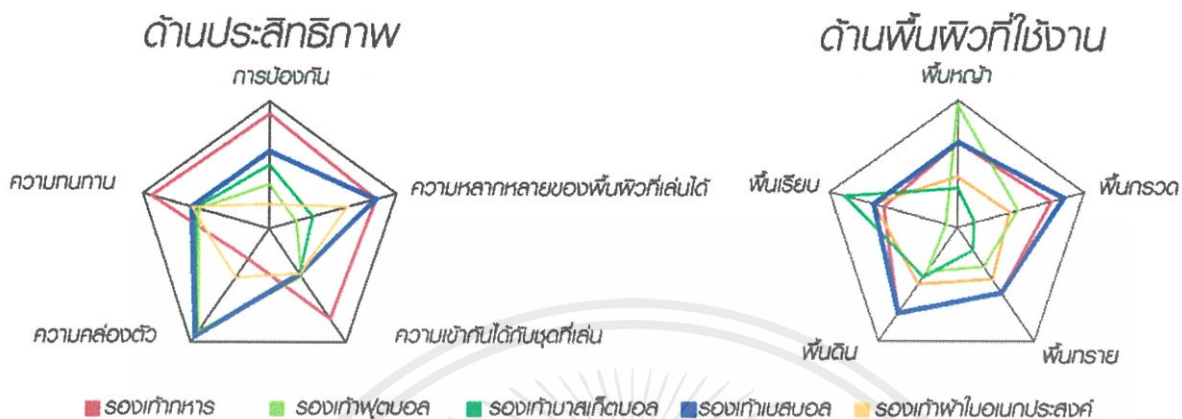 ด้านประสิทธิภาพ
การป้องกัน
ความทนทาน
ความหลากหลายของพื้นผิวที่เล่นได้
ความคล่องตัว
ความเข้ากันได้กับชุดที่เล่น
ด้านพื้นผิวที่ใช้งาน
พื้นหญ้า
พื้นเรียบ
พื้นกรวด
พื้นดิน
พื้นทราย
รองเท้าทหาร รองเท้าฟุตบอล รองเท้าบาสเก็ตบอล รองเท้าเบสบอล รองเท้าผ้าใบอเนกประสงค์